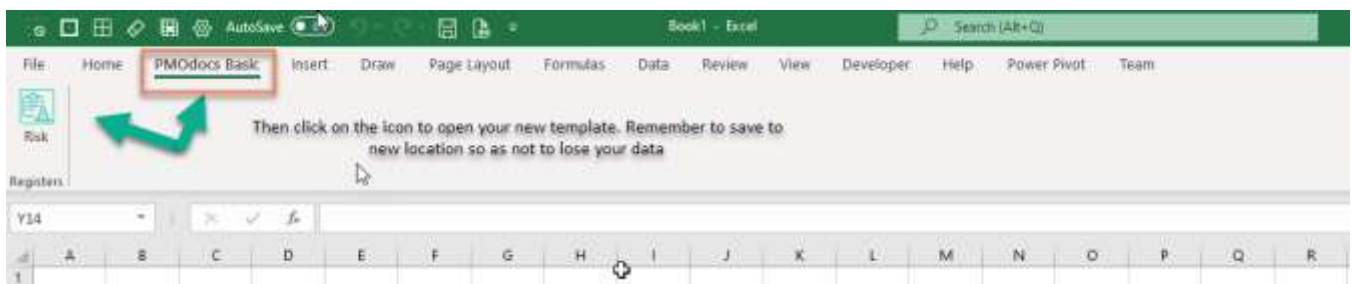 AutoSave
Book1 - Excel
Search (Alt+Q)
File Home PMOdocs Basic Insert Draw Page Layout Formulas Data Review View Developer Help Power Pivot Team
Then click on the icon to open your new template. Remember to save to
new location so as not to lose your data
Risk
Registers
Y14 fx
A B C D E F G H I J K L M N O P Q R
1